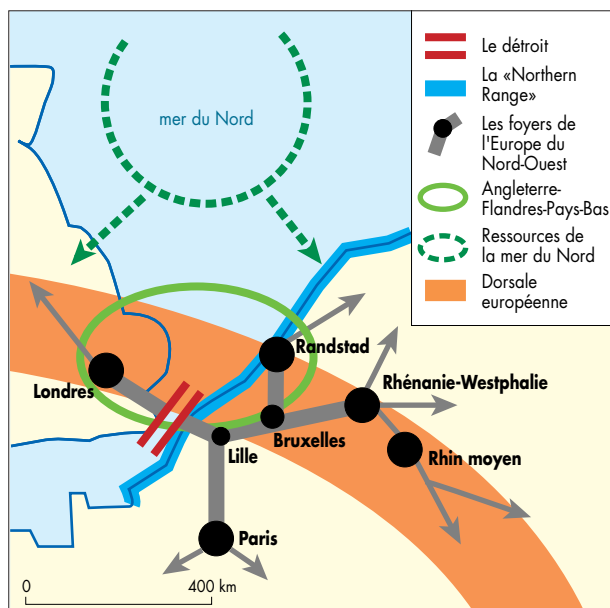 mer du Nord
Le détroit
La «Northern
Range»
Les foyers de
l'Europe du
Nord-Ouest
Angleterre-
Flandres-Pays-Bas
Ressources de
la mer du Nord
Dorsale
européenne
Randstad
Londres
Rhénanie-Westphalie
Bruxelles
Lille
Rhin moyen
Paris
0 400 km